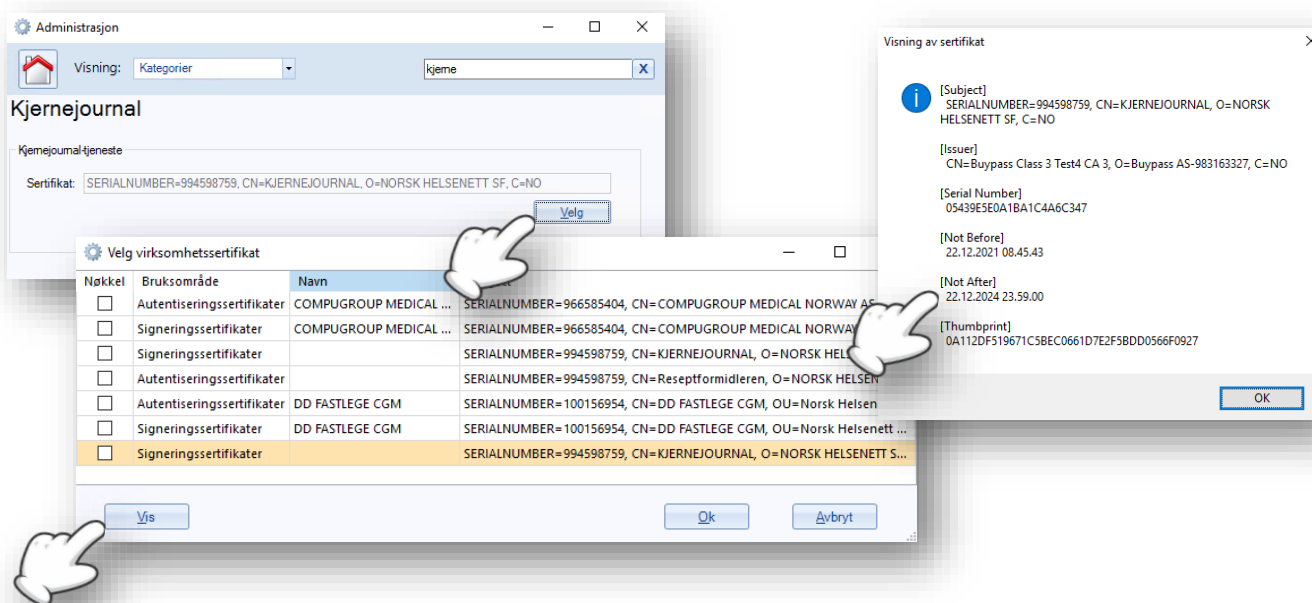 Administrasjon
Visning: Kategorier kjerne X
Kjernejournal
Kjernejournal-tjeneste
Sertifikat: SERIALNUMBER=994598759, CN=KJERNEJOURNAL, O=NORSK HELSENETT SF, C=NO
Velg
Velg virksomhetssertifikat
Nøkkel Bruksområde Navn
Autentiseringssertifikater COMPUGROUP MEDICAL ... SERIALNUMBER=966585404, CN=COMPUGROUP MEDICAL NORWAY AS
Signeringssertifikater COMPUGROUP MEDICAL ... SERIALNUMBER=966585404, CN=COMPUGROUP MEDICAL NORWAY
Signeringssertifikater SERIALNUMBER=994598759, CN=KJERNEJOURNAL, O=NORSK HELS
Autentiseringssertifikater SERIALNUMBER=994598759, CN=Reseptformidleren, O=NORSK HELSEN
Autentiseringssertifikater DD FASTLEGE CGM SERIALNUMBER=100156954, CN=DD FASTLEGE CGM, OU=Norsk Helsen
Signeringssertifikater DD FASTLEGE CGM SERIALNUMBER=100156954, CN=DD FASTLEGE CGM, OU=Norsk Helsenett ...
Signeringssertifikater SERIALNUMBER=994598759, CN=KJERNEJOURNAL, O=NORSK HELSENETT S...
Vis Ok Avbryt
Visning av sertifikat
[Subject]
SERIALNUMBER=994598759, CN=KJERNEJOURNAL, O=NORSK
HELSENETT SF, C=NO
[Issuer]
CN=Buypass Class 3 Test4 CA 3, O=Buypass AS-983163327, C=NO
[Serial Number]
05439E5E0A1BA1C4A6C347
[Not Before]
22.12.2021 08.45.43
[Not After]
22.12.2024 23.59.00
[Thumbprint]
0A112DF519671C5BEC0661D7E2F5BDD0566F0927
OK